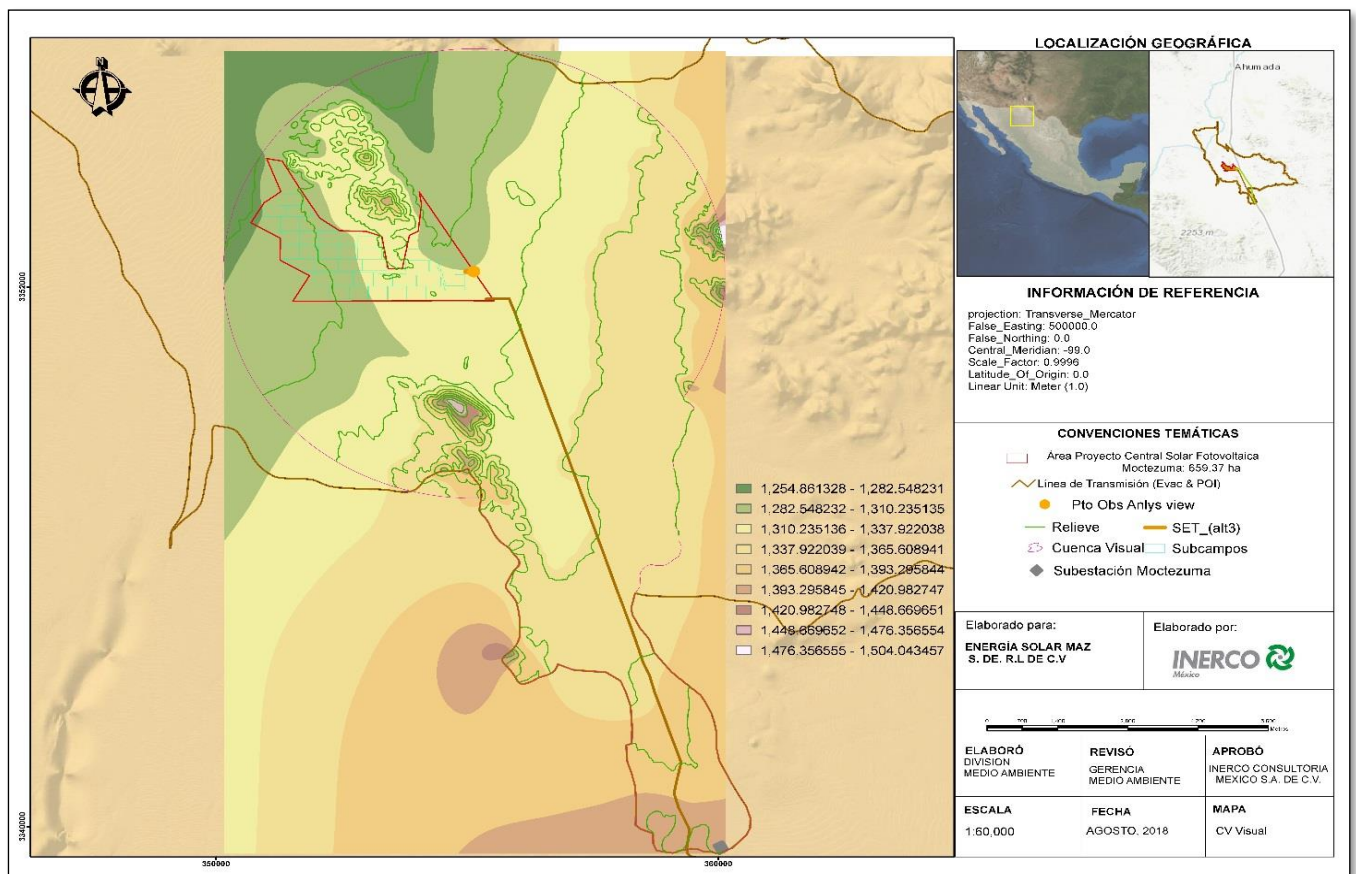 LOCALIZACIÓN GEOGRÁFICA
N
Ahumada
2253 m
INFORMACIÓN DE REFERENCIA
projection: Transverse_Mercator
False_Easting: 500000.0
False_Northing: 0.0
Central_Meridian: -99.0
Scale_Factor: 0.9996
Latitude_Of_Origin: 0.0
Linear Unit: Meter (1.0)
CONVENCIONES TEMÁTICAS
Área Proyecto Central Solar Fotovoltaica
Moctezuma: 659.37 ha
Línea de Transmisión (Evac & POI)
Pto Obs Anlys view
Relieve
SET_(alt3)
Cuenca Visual
Subcampos
Subestación Moctezuma
1,254.861328 - 1,282.548231
1,282.548232 - 1,310.235135
1,310.235136 - 1,337.922038
1,337.922039 - 1,365.608941
1,365.608942 - 1,393.295844
1,393.295845 - 1,420.982747
1,420.982748 - 1,448.669651
1,448.669652 - 1,476.356554
1,476.356555 - 1,504.043457
Elaborado para:
ENERGÍA SOLAR MAZ
S. DE. R.L DE C.V
Elaborado por:
INERCO
México
Metros
ELABORÓ
DIVISION
MEDIO AMBIENTE
REVISÓ
GERENCIA
MEDIO AMBIENTE
APROBÓ
INERCO CONSULTORIA
MEXICO S.A. DE C.V.
ESCALA
1:60,000
FECHA
AGOSTO, 2018
MAPA
CV Visual
3352000
3340000
350000
360000